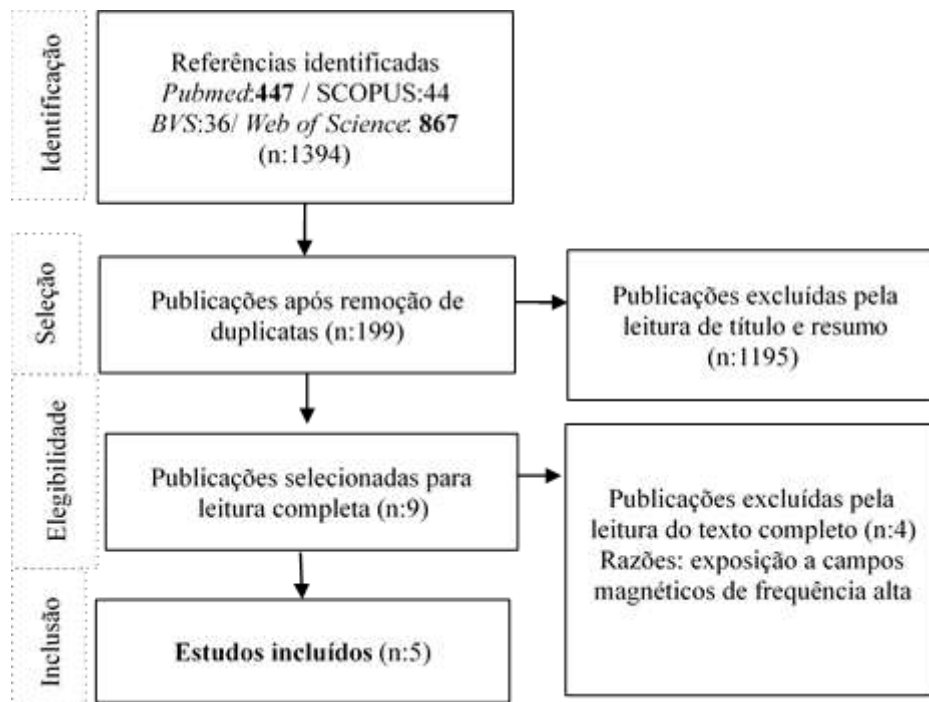 Identificação
Referências identificadas
Pubmed:447 / SCOPUS:44
BVS:36/ Web of Science: 867
(n:1394)
Seleção
Publicações após remoção de
duplicatas (n:199)
Publicações excluídas pela
leitura de título e resumo
(n:1195)
Elegibilidade
Publicações selecionadas para
leitura completa (n:9)
Publicações excluídas pela
leitura do texto completo (n:4)
Razões: exposição a campos
magnéticos de frequência alta
Inclusão
Estudos incluídos (n:5)